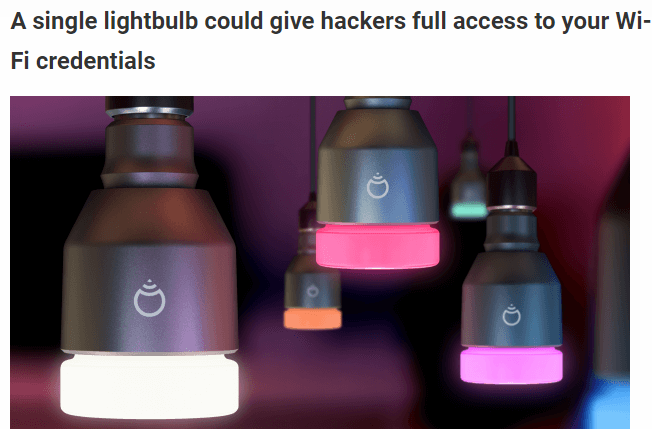 A single lightbulb could give hackers full access to your Wi-
Fi credentials